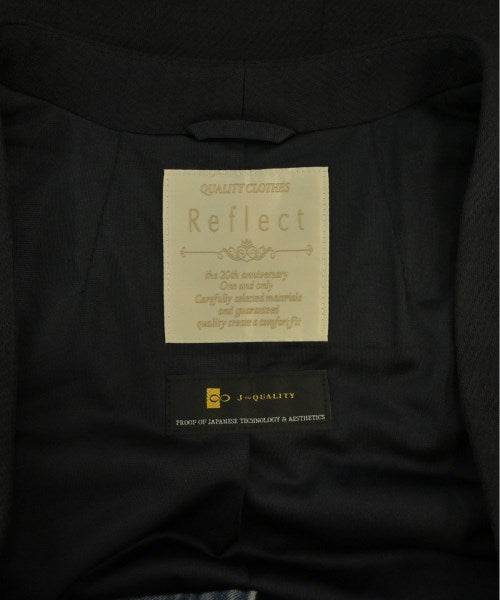 QUALITY CLOTHES
Reflect
the 20th anniversary
One and only
Carefully selected materials
and guaranteed
quality create a comfort fit
J∞QUALITY
PROOF OF JAPANESE TECHNOLOGY & AESTHETICS